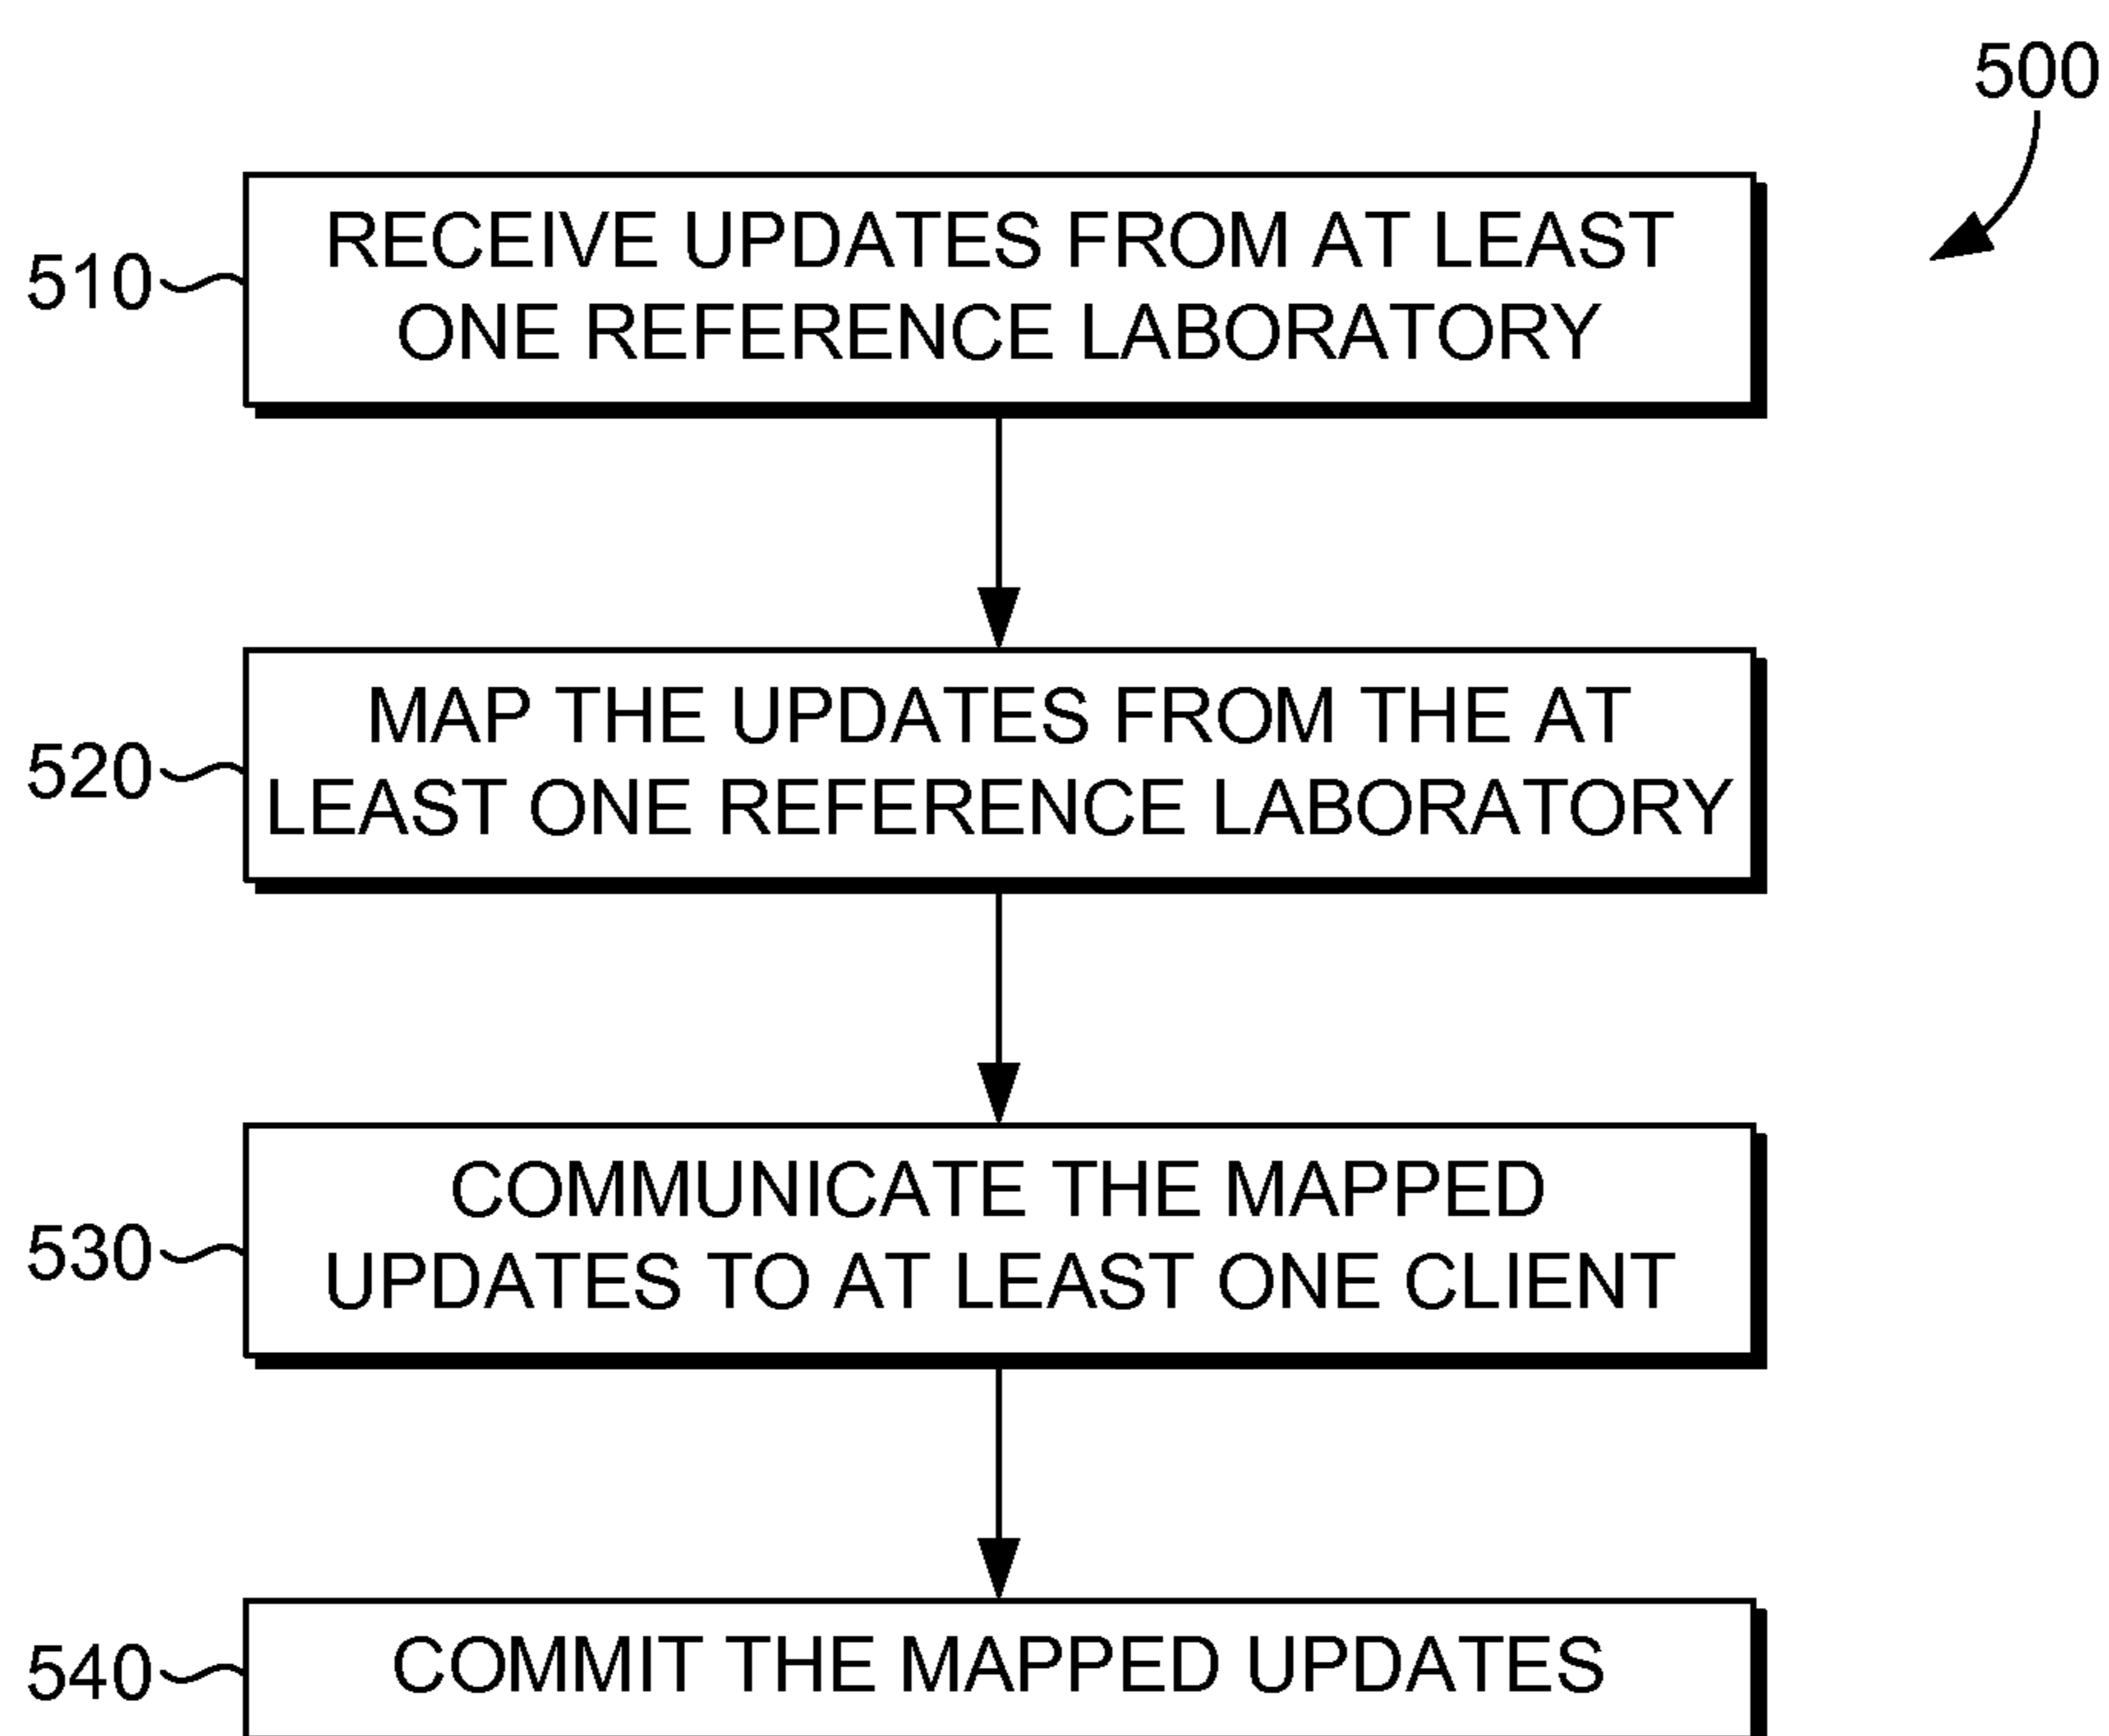 500
510
RECEIVE UPDATES FROM AT LEAST
ONE REFERENCE LABORATORY
520
MAP THE UPDATES FROM THE AT
LEAST ONE REFERENCE LABORATORY
530
COMMUNICATE THE MAPPED
UPDATES TO AT LEAST ONE CLIENT
540
COMMIT THE MAPPED UPDATES